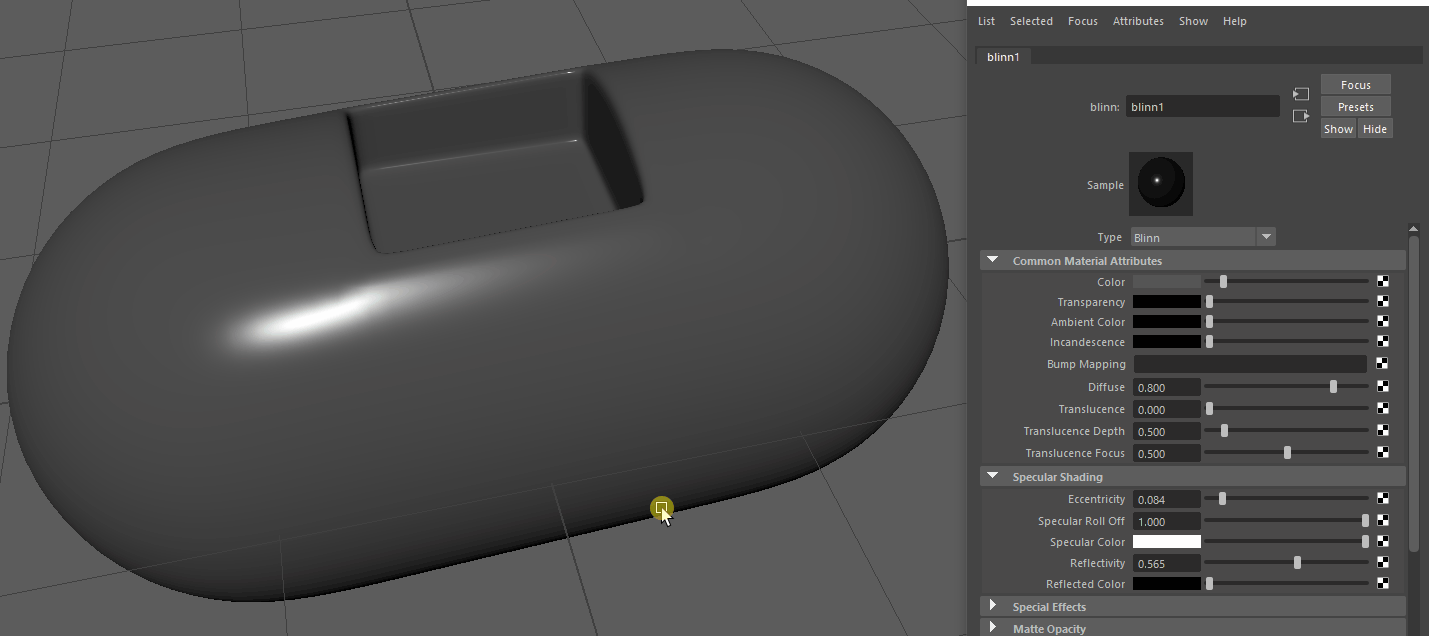 List Selected Focus Attributes Show Help
blinn1
Focus
blinn: blinn1
Presets
Show Hide
Sample
Type Blinn
Common Material Attributes
Color
Transparency
Ambient Color
Incandescence
Bump Mapping
Diffuse 0.800
Translucence 0.000
Translucence Depth 0.500
Translucence Focus 0.500
Specular Shading
Eccentricity 0.084
Specular Roll Off 1.000
Specular Color
Reflectivity 0.565
Reflected Color
Special Effects
Matte Opacity